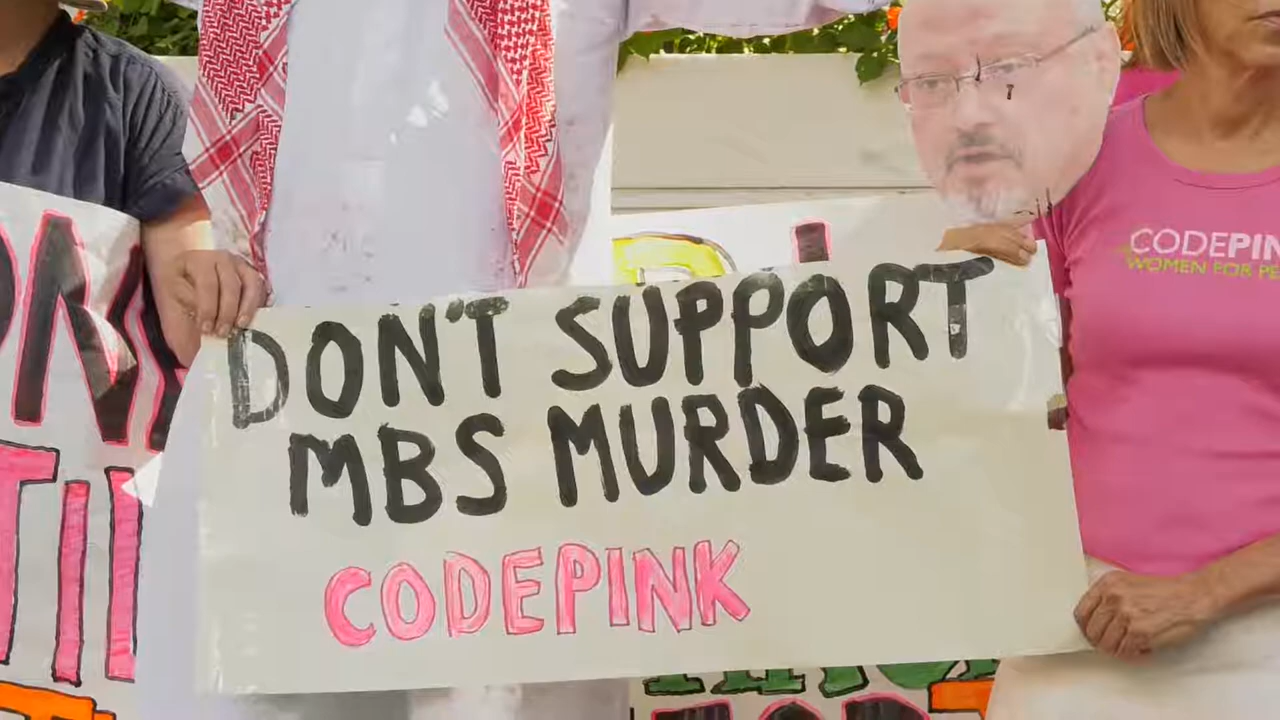 DON'T SUPPORT
MBS MURDER
CODEPINK
CODEPIN
WOMEN FOR PE